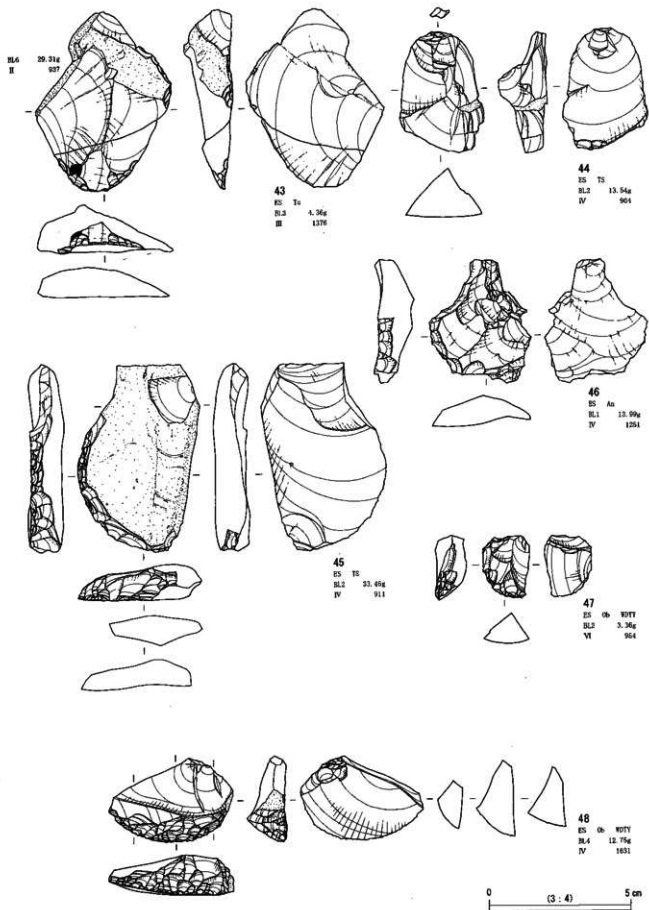 BL6 29.31g
II 937
43
ES Ts
BL3 4.36g
III 1376
44
ES TS
BL2 13.54g
IV 904
46
ES An
BL1 13.99g
IV 1251
45
ES TS
BL2 33.46g
IV 911
47
ES Ob WDTY
BL2 3.36g
VI 954
48
ES Ob WDTY
BL4 12.75g
IV 1631
0 (3:4) 5cm